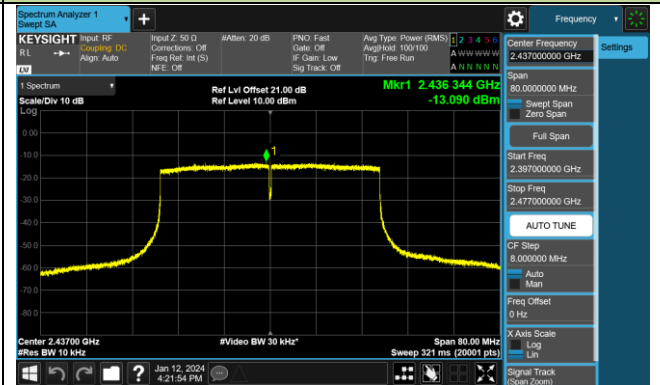 Spectrum Analyzer 1
Swept SA
+
Frequency
KEYSIGHT
RL
Input: RF
Coupling: DC
Align: Auto
Input Z: 50 Ω
Corrections: Off
Freq Ref: Int (S)
NFE: Off
#Atten: 20 dB
PNO: Fast
Gate: Off
IF Gain: Low
Sig Track: Off
Avg Type: Power (RMS)
Avg|Hold: 100/100
Trig: Free Run
1 2 3 4 5 6
A W W W W W
A N N N N N
1 Spectrum
Scale/Div 10 dB
Log
Ref Lvl Offset 21.00 dB
Ref Level 10.00 dBm
Mkr1 2.436 344 GHz
-13.090 dBm
0.00
-10.0
-20.0
-30.0
-40.0
-50.0
-60.0
-70.0
-80.0
1
Center 2.43700 GHz
#Res BW 10 kHz
#Video BW 30 kHz*
Span 80.00 MHz
Sweep 321 ms (20001 pts)
Jan 12, 2024
4:21:54 PM
?
Settings
Center Frequency
2.437000000 GHz
Span
80.0000000 MHz
Swept Span
Zero Span
Full Span
Start Freq
2.397000000 GHz
Stop Freq
2.477000000 GHz
AUTO TUNE
CF Step
8.000000 MHz
Auto
Man
Freq Offset
0 Hz
X Axis Scale
Log
Lin
Signal Track
(Span Zoom)